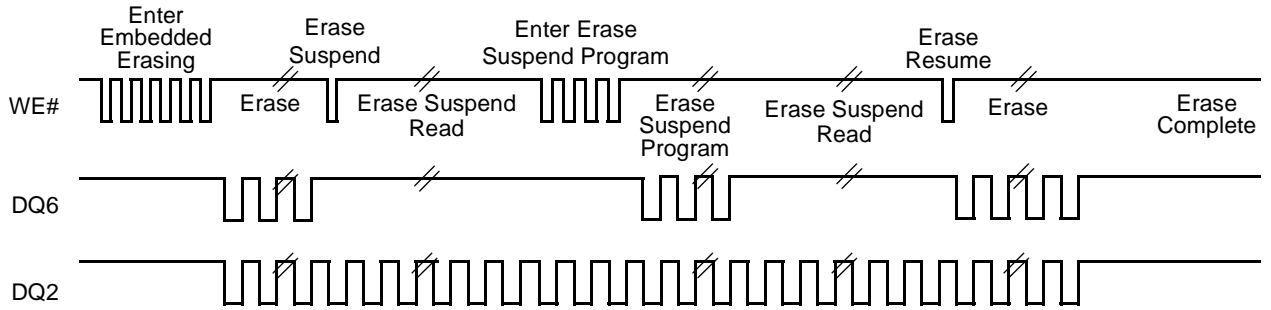 Enter
Embedded
Erasing
Erase
Suspend
Enter Erase
Suspend Program
Erase
Resume
WE#
Erase
Erase Suspend
Read
Erase
Suspend
Program
Erase Suspend
Read
Erase
Erase
Complete
DQ6
DQ2